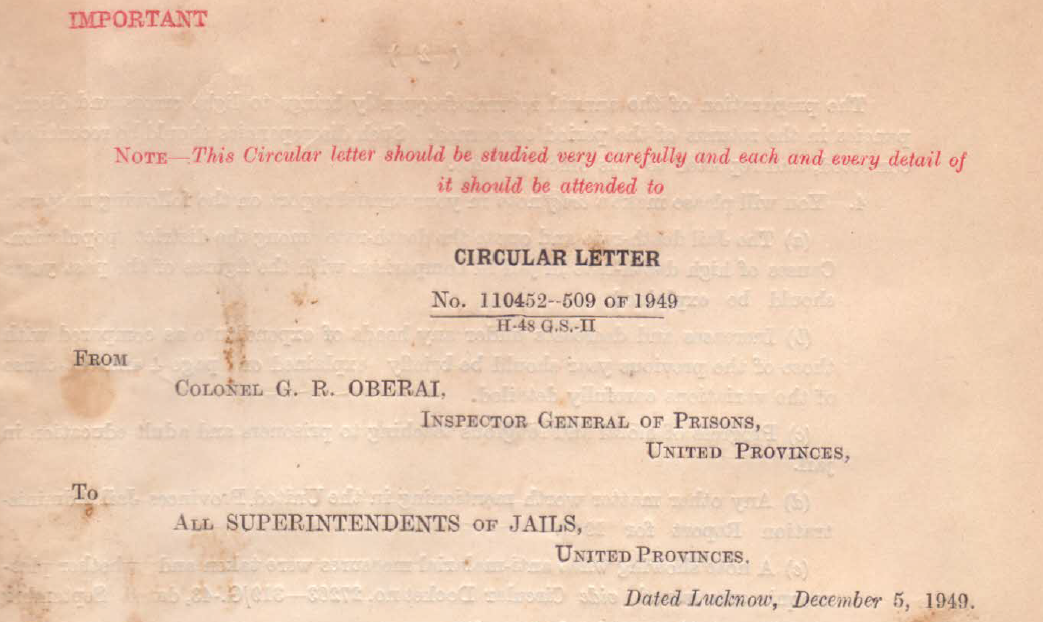 IMPORTANT
NOTE—This Circular letter should be studied very carefully and each and every detail of
it should be attended to
CIRCULAR LETTER
No. 110452--509 OF 1949
H-48 G.S.-II
FROM
COLONEL G. R. OBERAI,
INSPECTOR GENERAL OF PRISONS,
UNITED PROVINCES,
To
ALL SUPERINTENDENTS OF JAILS,
UNITED PROVINCES.
Dated Lucknow, December 5, 1949.